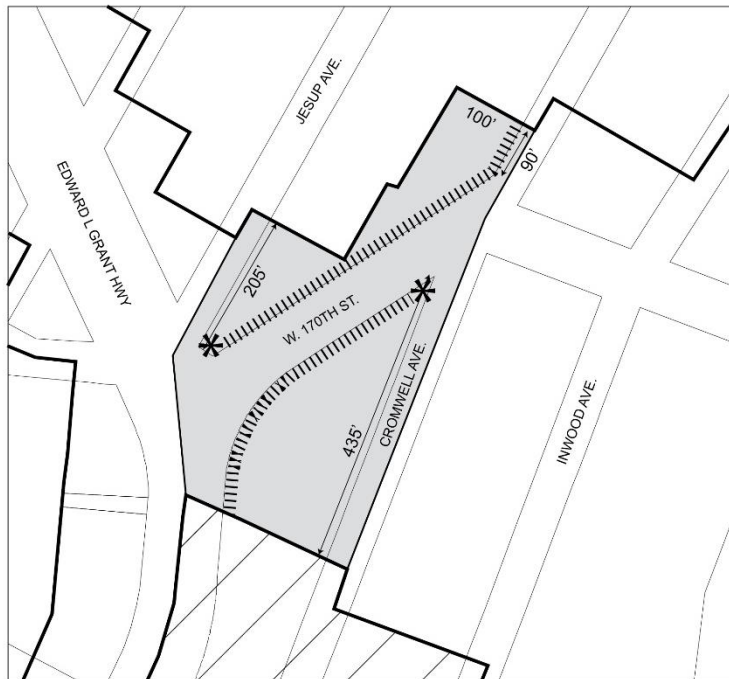 JESUP AVE.
100'
90'
EDWARD L GRANT HWY
205'
W. 170TH ST.
CROMWELL AVE.
435'
INWOOD AVE.